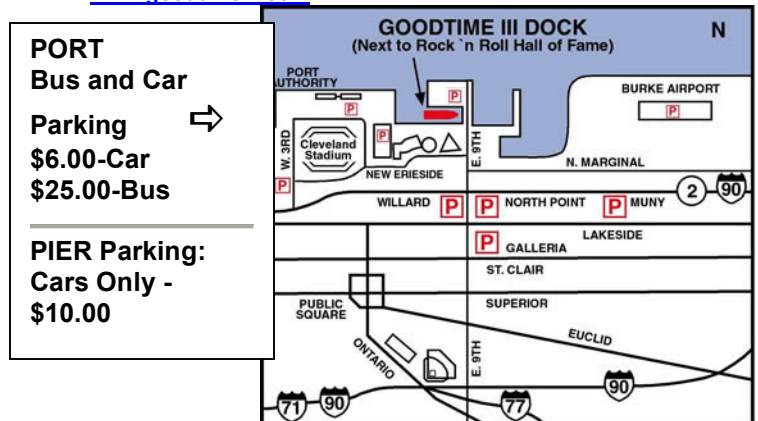 PORT
Bus and Car
Parking
$6.00-Car
$25.00-Bus
PIER Parking:
Cars Only -
$10.00
GOODTIME III DOCK
(Next to Rock `n Roll Hall of Fame)
N
PORT
AUTHORITY
P
P
BURKE AIRPORT
P
W. 3RD
Cleveland
Stadium
P
E. 9TH
N. MARGINAL
P
NEW ERIESIDE
2
90
WILLARD
P
P
NORTH POINT
P
MUNY
P
GALLERIA
LAKESIDE
ST. CLAIR
PUBLIC
SQUARE
SUPERIOR
EUCLID
ONTARIO
E. 9TH
71
90
77
90